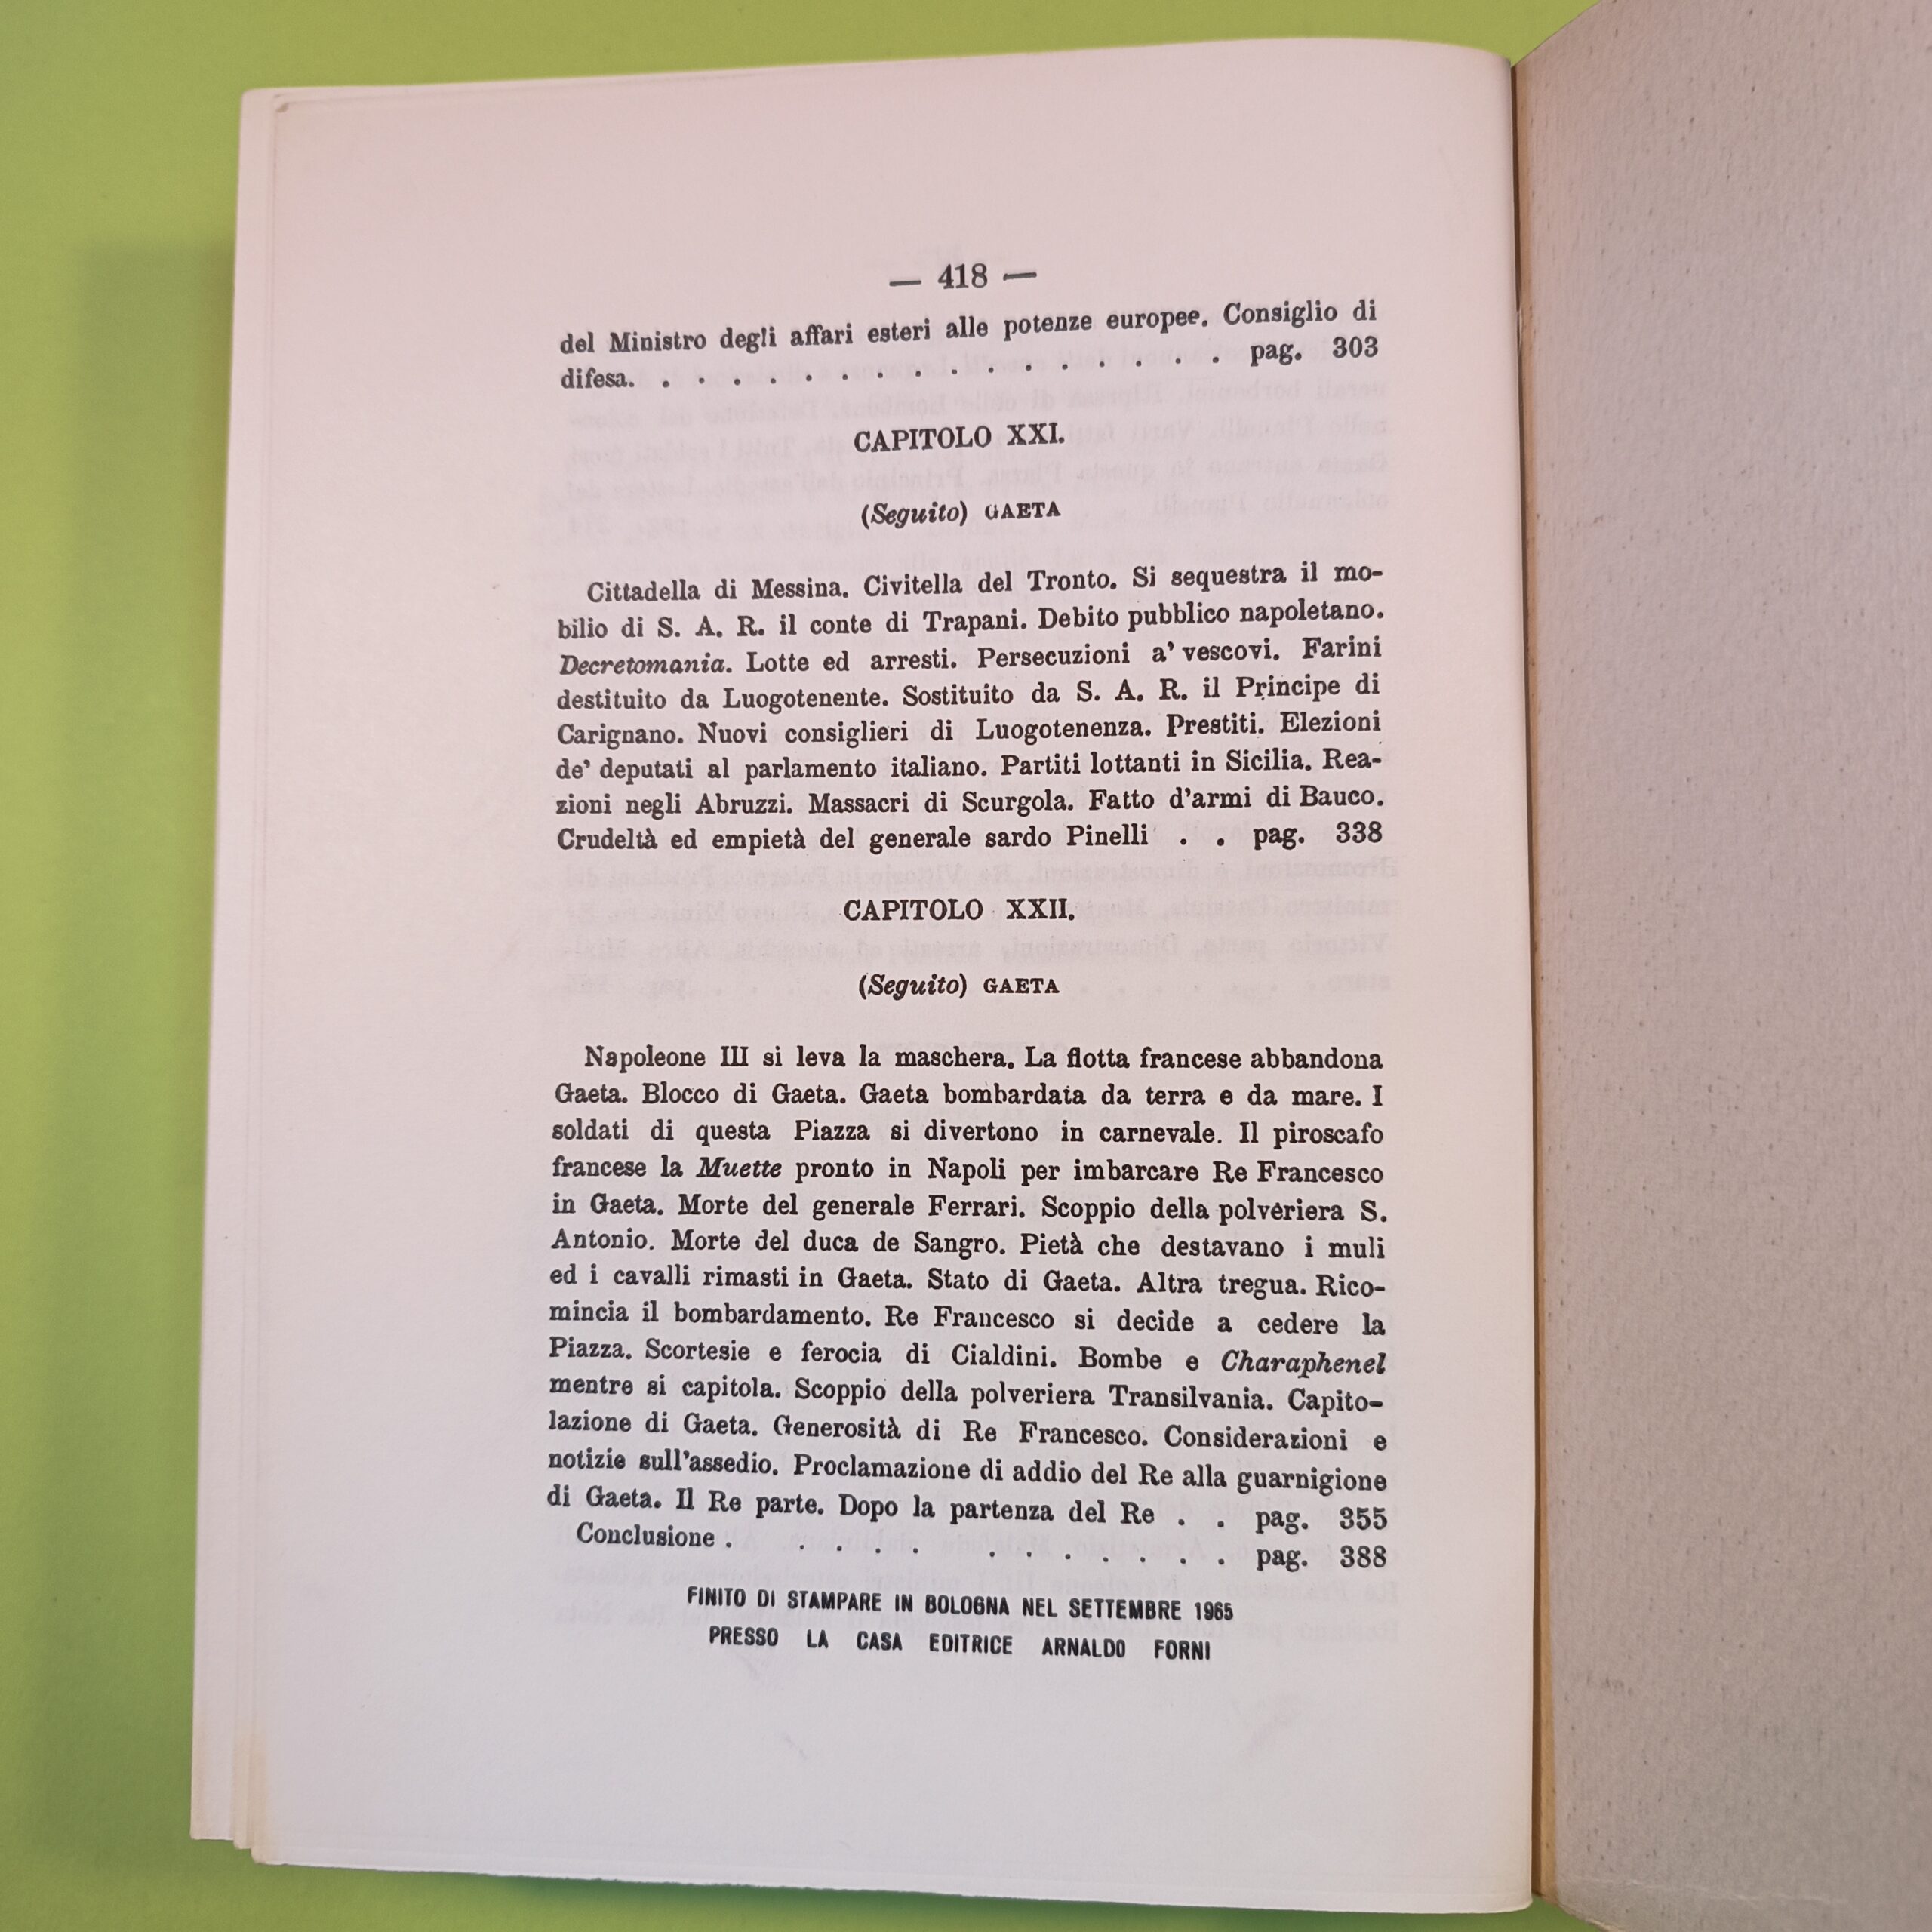 — 418 —
del Ministro degli affari esteri alle potenze europee. Consiglio di
difesa. . . . . . . . . . . . . . . . . pag. 303
CAPITOLO XXI.
(Seguito) GAETA
Cittadella di Messina. Civitella del Tronto. Si sequestra il mo-
bilio di S. A. R. il conte di Trapani. Debito pubblico napoletano.
Decretomania. Lotte ed arresti. Persecuzioni a' vescovi. Farini
destituito da Luogotenente. Sostituito da S. A. R. il Principe di
Carignano. Nuovi consiglieri di Luogotenenza. Prestiti. Elezioni
de' deputati al parlamento italiano. Partiti lottanti in Sicilia. Rea-
zioni negli Abruzzi. Massacri di Scurgola. Fatto d'armi di Bauco.
Crudeltà ed empietà del generale sardo Pinelli . . pag. 338
CAPITOLO XXII.
(Seguito) GAETA
Napoleone III si leva la maschera. La flotta francese abbandona
Gaeta. Blocco di Gaeta. Gaeta bombardata da terra e da mare. I
soldati di questa Piazza si divertono in carnevale. Il piroscafo
francese la Muette pronto in Napoli per imbarcare Re Francesco
in Gaeta. Morte del generale Ferrari. Scoppio della polveriera S.
Antonio. Morte del duca de Sangro. Pietà che destavano i muli
ed i cavalli rimasti in Gaeta. Stato di Gaeta. Altra tregua. Rico-
mincia il bombardamento. Re Francesco si decide a cedere la
Piazza. Scortesie e ferocia di Cialdini. Bombe e Charaphenel
mentre si capitola. Scoppio della polveriera Transilvania. Capito-
lazione di Gaeta. Generosità di Re Francesco. Considerazioni e
notizie sull'assedio. Proclamazione di addio del Re alla guarnigione
di Gaeta. Il Re parte. Dopo la partenza del Re . . pag. 355
Conclusione . . . . . . . . . . . . pag. 388
FINITO DI STAMPARE IN BOLOGNA NEL SETTEMBRE 1965
PRESSO LA CASA EDITRICE ARNALDO FORNI